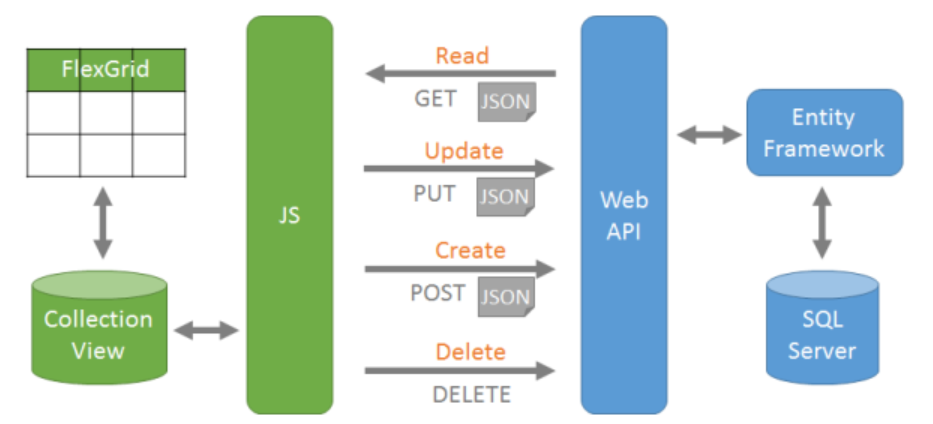 FlexGrid
Collection
View
JS
Read
GET JSON
Update
PUT JSON
Create
POST JSON
Delete
DELETE
Web
API
Entity
Framework
SQL
Server